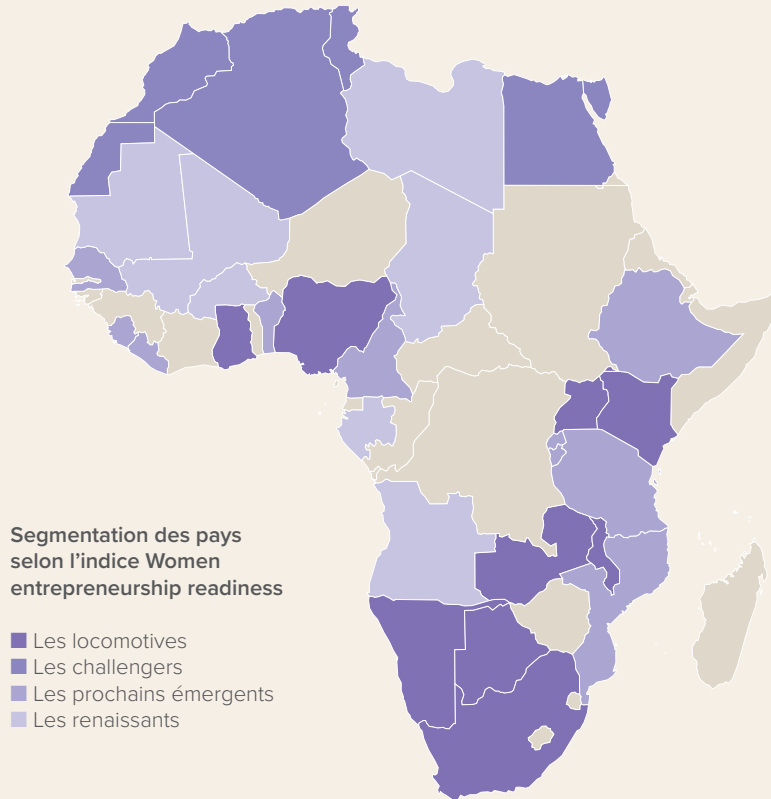 Segmentation des pays
selon l’indice Women
entrepreneurship readiness
Les locomotives
Les challengers
Les prochains émergents
Les renaissants